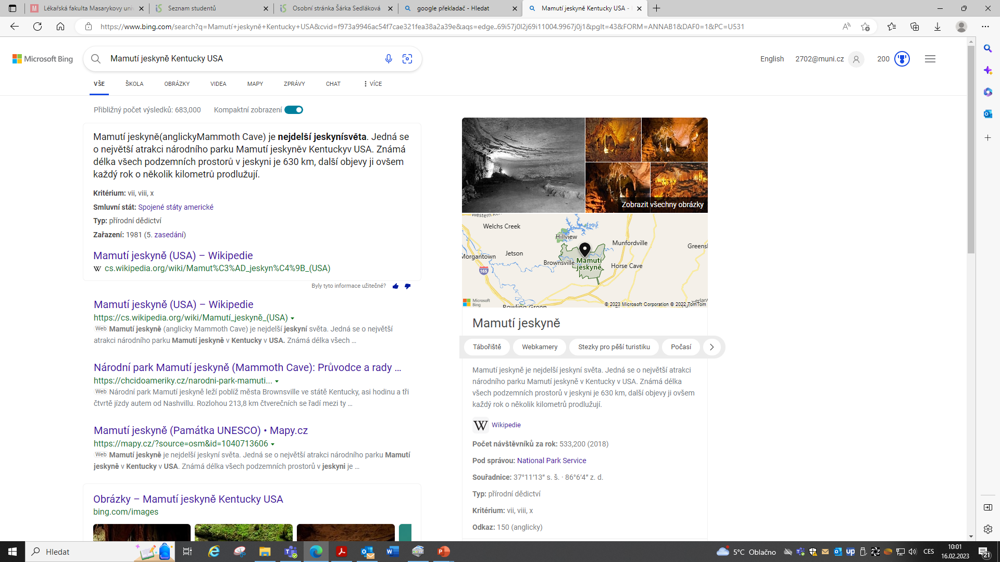 Lékařská fakulta Masarykovy univ
Seznam studentů
Osobní stránka Šárka Sedláková
google překladač - Hledat
Mamutí jeskyně Kentucky USA -
https://www.bing.com/search?q=Mamutí+jeskyně+Kentucky+USA&cvid=f973a9946ac54f7cae321fea38a2a39e&aqs=edge..69i57j0l2j69i11004.9967j0j1&pglt=43&FORM=ANNAB1&DAF0=1&PC=U531
Microsoft Bing
Mamutí jeskyně Kentucky USA
English
2702@muni.cz
200
VŠE
ŠKOLA
OBRÁZKY
VIDEA
MAPY
ZPRÁVY
CHAT
VÍCE
Přibližný počet výsledků: 683,000
Kompaktní zobrazení
Mamutí jeskyně(anglickyMammoth Cave) je nejdelší jeskynísvěta. Jedná se
o největší atrakci národního parku Mamutí jeskyněv Kentuckyv USA. Známá
délka všech podzemních prostorů v jeskyni je 630 km, další objevy ji ovšem
každý rok o několik kilometrů prodlužují.
Kritérium: vii, viii, x
Smluvní stát: Spojené státy americké
Typ: přírodní dědictví
Zařazení: 1981 (5. zasedání)
Mamutí jeskyně (USA) – Wikipedie
W cs.wikipedia.org/wiki/Mamut%C3%AD_jeskyn%C4%9B_(USA)
Byly tyto informace užitečné?
Mamutí jeskyně (USA) – Wikipedie
https://cs.wikipedia.org/wiki/Mamutí_jeskyně_(USA)
Web Mamutí jeskyně (anglicky Mammoth Cave) je nejdelší jeskyní světa. Jedná se o největší
atrakci národního parku Mamutí jeskyně v Kentucky v USA. Známá délka všech ...
Národní park Mamutí jeskyně (Mammoth Cave): Průvodce a rady ...
https://chcidoameriky.cz/narodni-park-mamuti...
Web Národní park Mamutí jeskyně leží poblíž města Brownsville ve státě Kentucky, asi hodinu a tři
čtvrtě jízdy autem od Nashvillu. Rozlohou 213,8 km čtverečních se řadí mezi ty ...
Mamutí jeskyně (Památka UNESCO) • Mapy.cz
https://mapy.cz/?source=osm&id=1040713606
Web Mamutí jeskyně je nejdelší jeskyní světa. Jedná se o největší atrakci národního parku Mamutí
jeskyně v Kentucky v USA. Známá délka všech podzemních prostorů v jeskyni je ...
Obrázky – Mamutí jeskyně Kentucky USA
bing.com/images
Zobrazit všechny obrázky
Western
Welchs Creek
Hillview
Munfordville
Greens
Jetson
Morgantown
Brownsville
Mamutí
jeskyně
Horse Cave
165
Microsoft
Bing
Bowling Green
© 2023 Microsoft Corporation © 2022 TomTom
Mamutí jeskyně
Tábořiště
Webkamery
Stezky pro pěší turistiku
Počasí
Mamutí jeskyně je nejdelší jeskyní světa. Jedná se o největší atrakci
národního parku Mamutí jeskyně v Kentucky v USA. Známá délka
všech podzemních prostorů v jeskyni je 630 km, další objevy ji ovšem
každý rok o několik kilometrů prodlužují.
W Wikipedie
Počet návštěvníků za rok: 533,200 (2018)
Pod správou: National Park Service
Souřadnice: 37°11′13″ s. š. · 86°6′4″ z. d.
Typ: přírodní dědictví
Kritérium: vii, viii, x
Odkaz: 150 (anglicky)
Hledat
5°C Oblačno
CES
10:01
16.02.2023
21